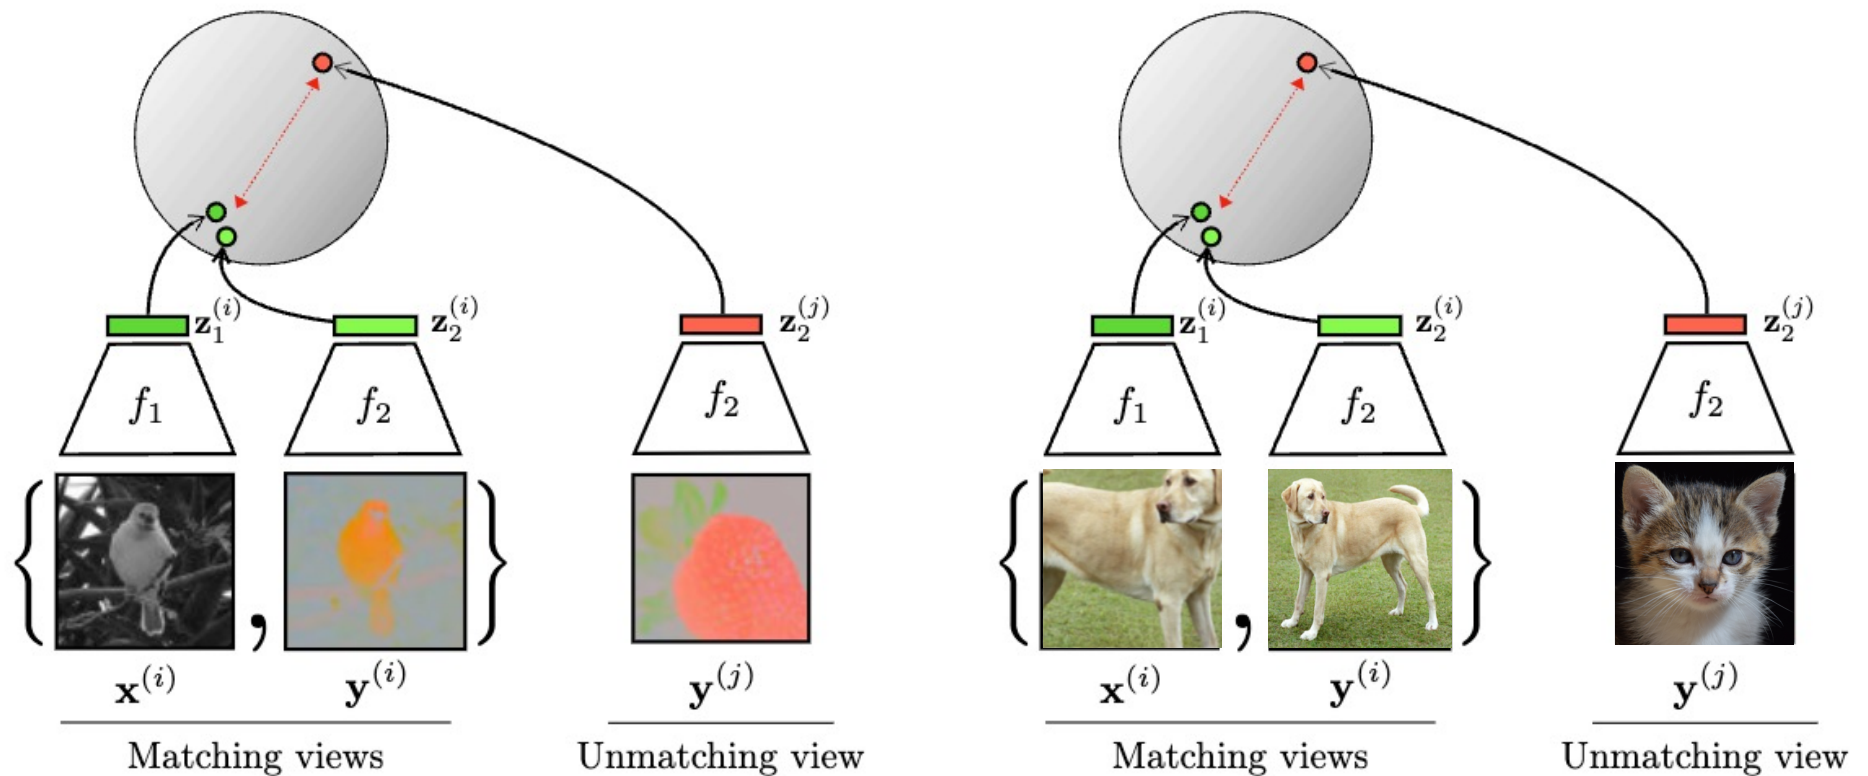 z₁⁽ⁱ⁾ z₂⁽ⁱ⁾ z₂⁽ʲ⁾ z₁⁽ⁱ⁾ z₂⁽ⁱ⁾ z₂⁽ʲ⁾
f₁ f₂ f₂ f₁ f₂ f₂
{ , } { , }
x⁽ⁱ⁾ y⁽ⁱ⁾ y⁽ʲ⁾ x⁽ⁱ⁾ y⁽ⁱ⁾ y⁽ʲ⁾
Matching views Unmatching view Matching views Unmatching view